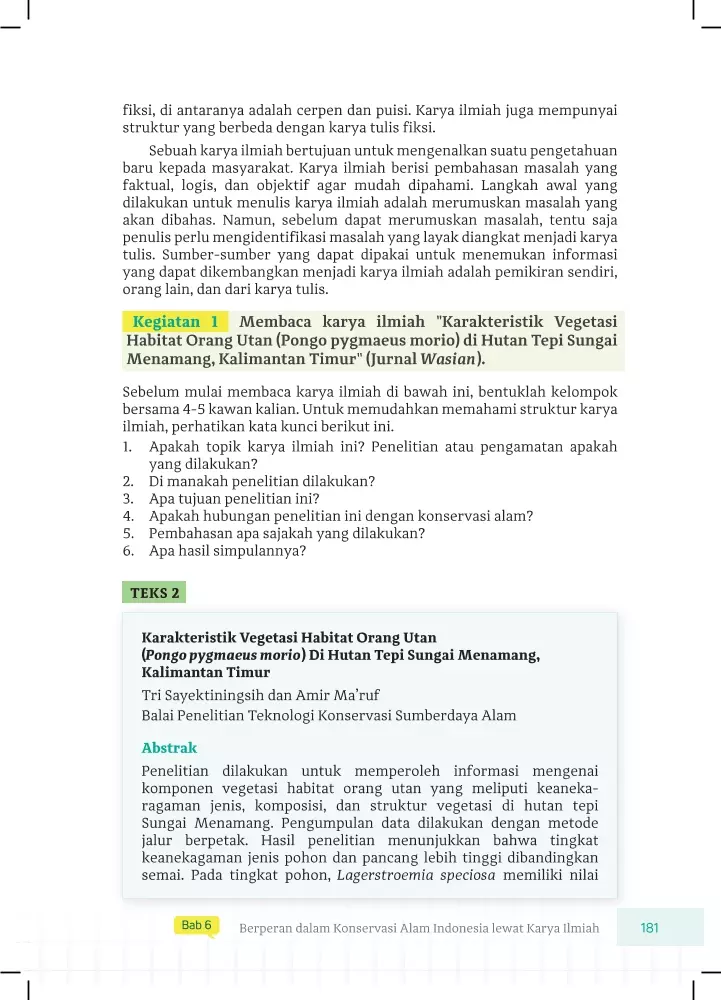 fiksi, di antaranya adalah cerpen dan puisi. Karya ilmiah juga mempunyai
struktur yang berbeda dengan karya tulis fiksi.
Sebuah karya ilmiah bertujuan untuk mengenalkan suatu pengetahuan
baru kepada masyarakat. Karya ilmiah berisi pembahasan masalah yang
faktual, logis, dan objektif agar mudah dipahami. Langkah awal yang
dilakukan untuk menulis karya ilmiah adalah merumuskan masalah yang
akan dibahas. Namun, sebelum dapat merumuskan masalah, tentu saja
penulis perlu mengidentifikasi masalah yang layak diangkat menjadi karya
tulis. Sumber-sumber yang dapat dipakai untuk menemukan informasi
yang dapat dikembangkan menjadi karya ilmiah adalah pemikiran sendiri,
orang lain, dan dari karya tulis.
Kegiatan 1 Membaca karya ilmiah "Karakteristik Vegetasi
Habitat Orang Utan (Pongo pygmaeus morio) di Hutan Tepi Sungai
Menamang, Kalimantan Timur" (Jurnal Wasian).
Sebelum mulai membaca karya ilmiah di bawah ini, bentuklah kelompok
bersama 4-5 kawan kalian. Untuk memudahkan memahami struktur karya
ilmiah, perhatikan kata kunci berikut ini.
1. Apakah topik karya ilmiah ini? Penelitian atau pengamatan apakah
yang dilakukan?
2. Di manakah penelitian dilakukan?
3. Apa tujuan penelitian ini?
4. Apakah hubungan penelitian ini dengan konservasi alam?
5. Pembahasan apa sajakah yang dilakukan?
6. Apa hasil simpulannya?
TEKS 2
Karakteristik Vegetasi Habitat Orang Utan
(Pongo pygmaeus morio) Di Hutan Tepi Sungai Menamang,
Kalimantan Timur
Tri Sayektiningsih dan Amir Ma’ruf
Balai Penelitian Teknologi Konservasi Sumberdaya Alam
Abstrak
Penelitian dilakukan untuk memperoleh informasi mengenai
komponen vegetasi habitat orang utan yang meliputi keaneka-
ragaman jenis, komposisi, dan struktur vegetasi di hutan tepi
Sungai Menamang. Pengumpulan data dilakukan dengan metode
jalur berpetak. Hasil penelitian menunjukkan bahwa tingkat
keanekagaman jenis pohon dan pancang lebih tinggi dibandingkan
semai. Pada tingkat pohon, Lagerstroemia speciosa memiliki nilai
Bab 6 Berperan dalam Konservasi Alam Indonesia lewat Karya Ilmiah 181